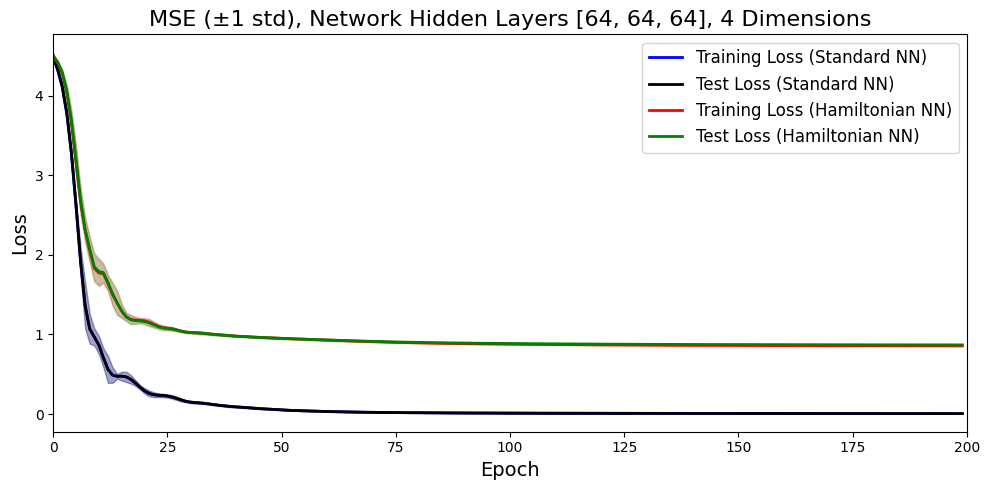 MSE (±1 std), Network Hidden Layers [64, 64, 64], 4 Dimensions
Training Loss (Standard NN)
Test Loss (Standard NN)
Training Loss (Hamiltonian NN)
Test Loss (Hamiltonian NN)
Loss
4
3
2
1
0
0 25 50 75 100 125 150 175 200
Epoch